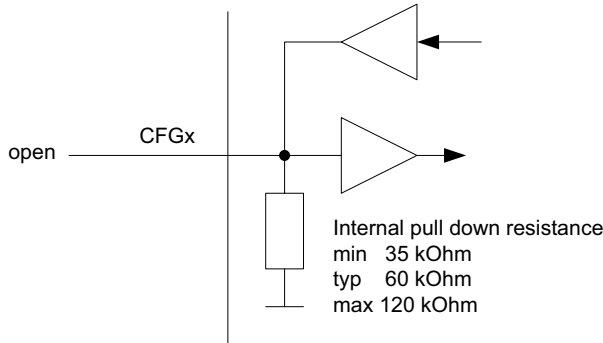 CFGx
open
Internal pull down resistance
min 35 kOhm
typ 60 kOhm
max 120 kOhm